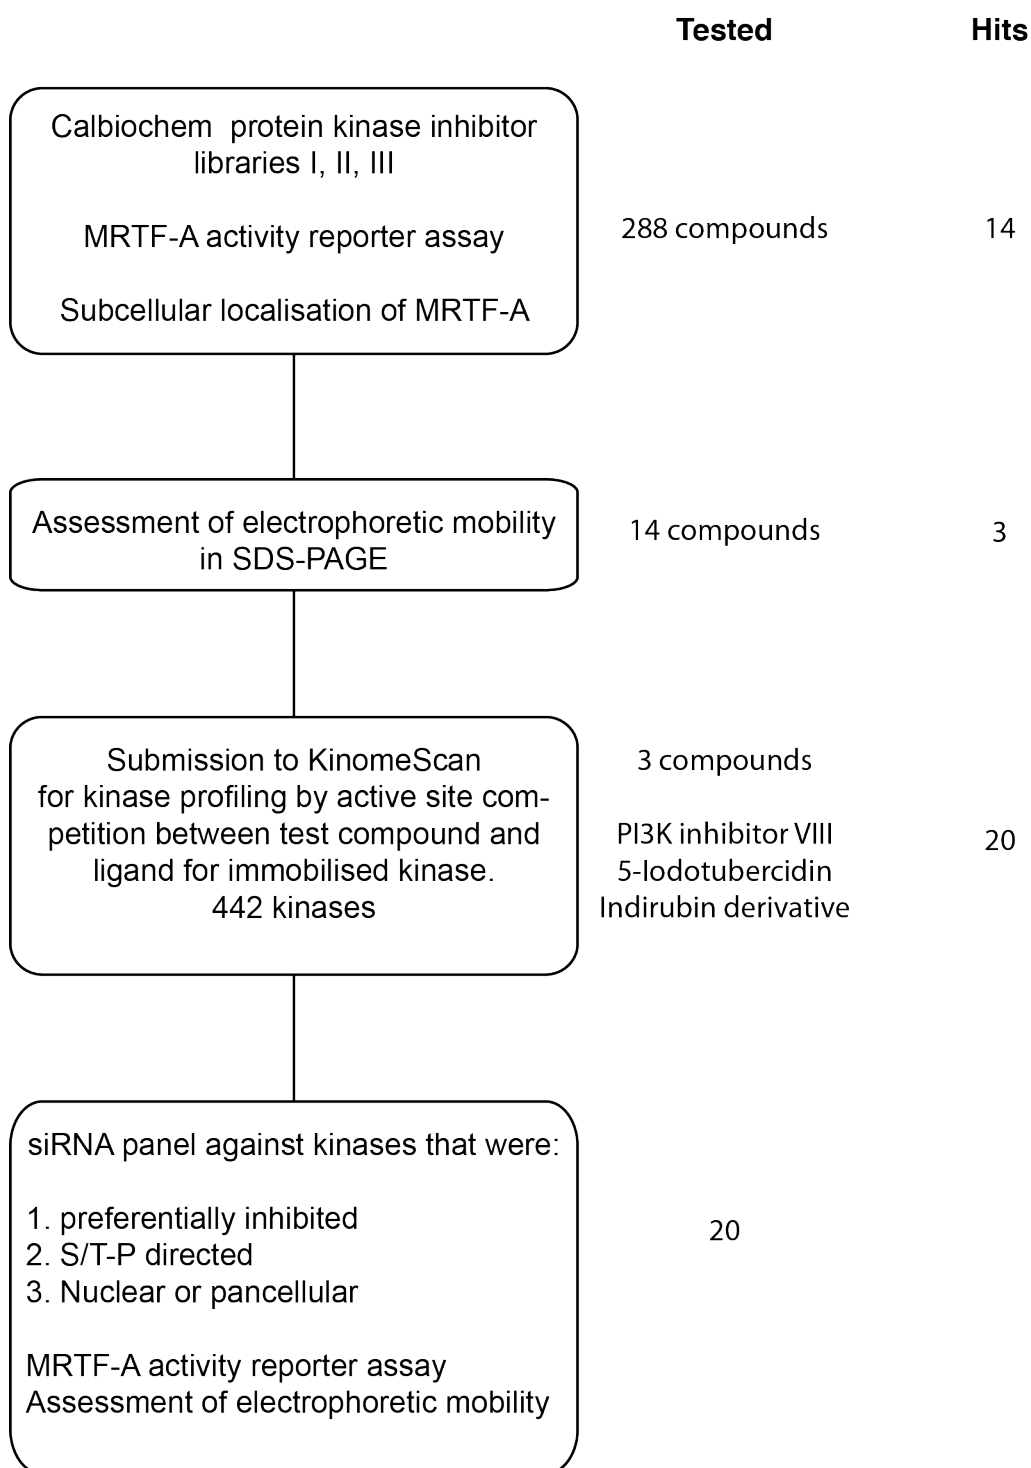 Tested Hits
Calbiochem protein kinase inhibitor
libraries I, II, III
MRTF-A activity reporter assay
Subcellular localisation of MRTF-A
288 compounds 14
Assessment of electrophoretic mobility
in SDS-PAGE
14 compounds 3
Submission to KinomeScan
for kinase profiling by active site com-
petition between test compound and
ligand for immobilised kinase.
442 kinases
3 compounds
PI3K inhibitor VIII
5-Iodotubercidin
Indirubin derivative
20
siRNA panel against kinases that were:
1. preferentially inhibited
2. S/T-P directed
3. Nuclear or pancellular
MRTF-A activity reporter assay
Assessment of electrophoretic mobility
20